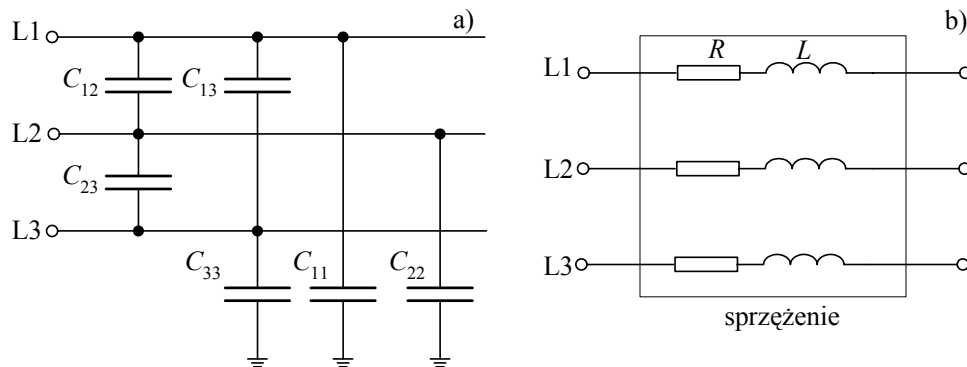 a)
L1
C12
C13
L2
C23
L3
C33
C11
C22
b)
R
L
L1
L2
L3
sprzężenie